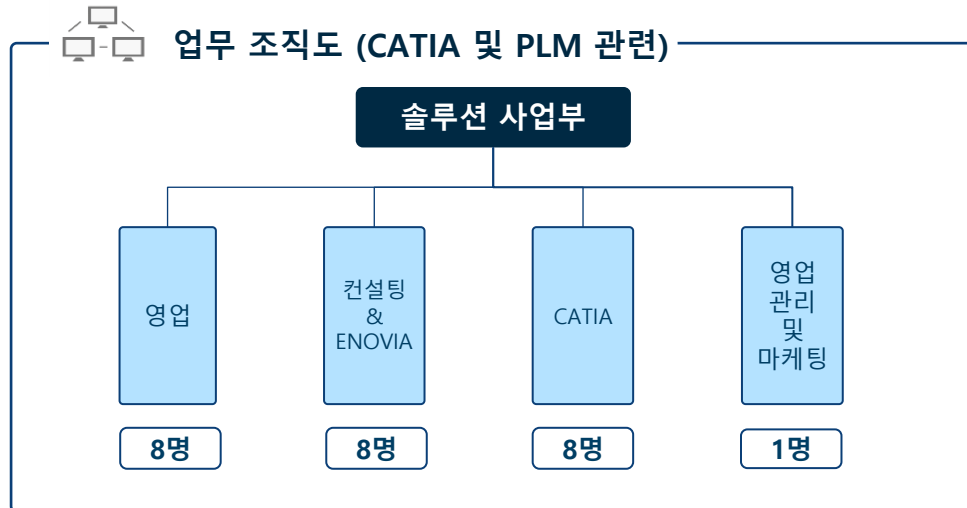 업무 조직도 (CATIA 및 PLM 관련)
솔루션 사업부
영업
컨설팅
&
ENOVIA
CATIA
영업
관리
및
마케팅
8명
8명
8명
1명